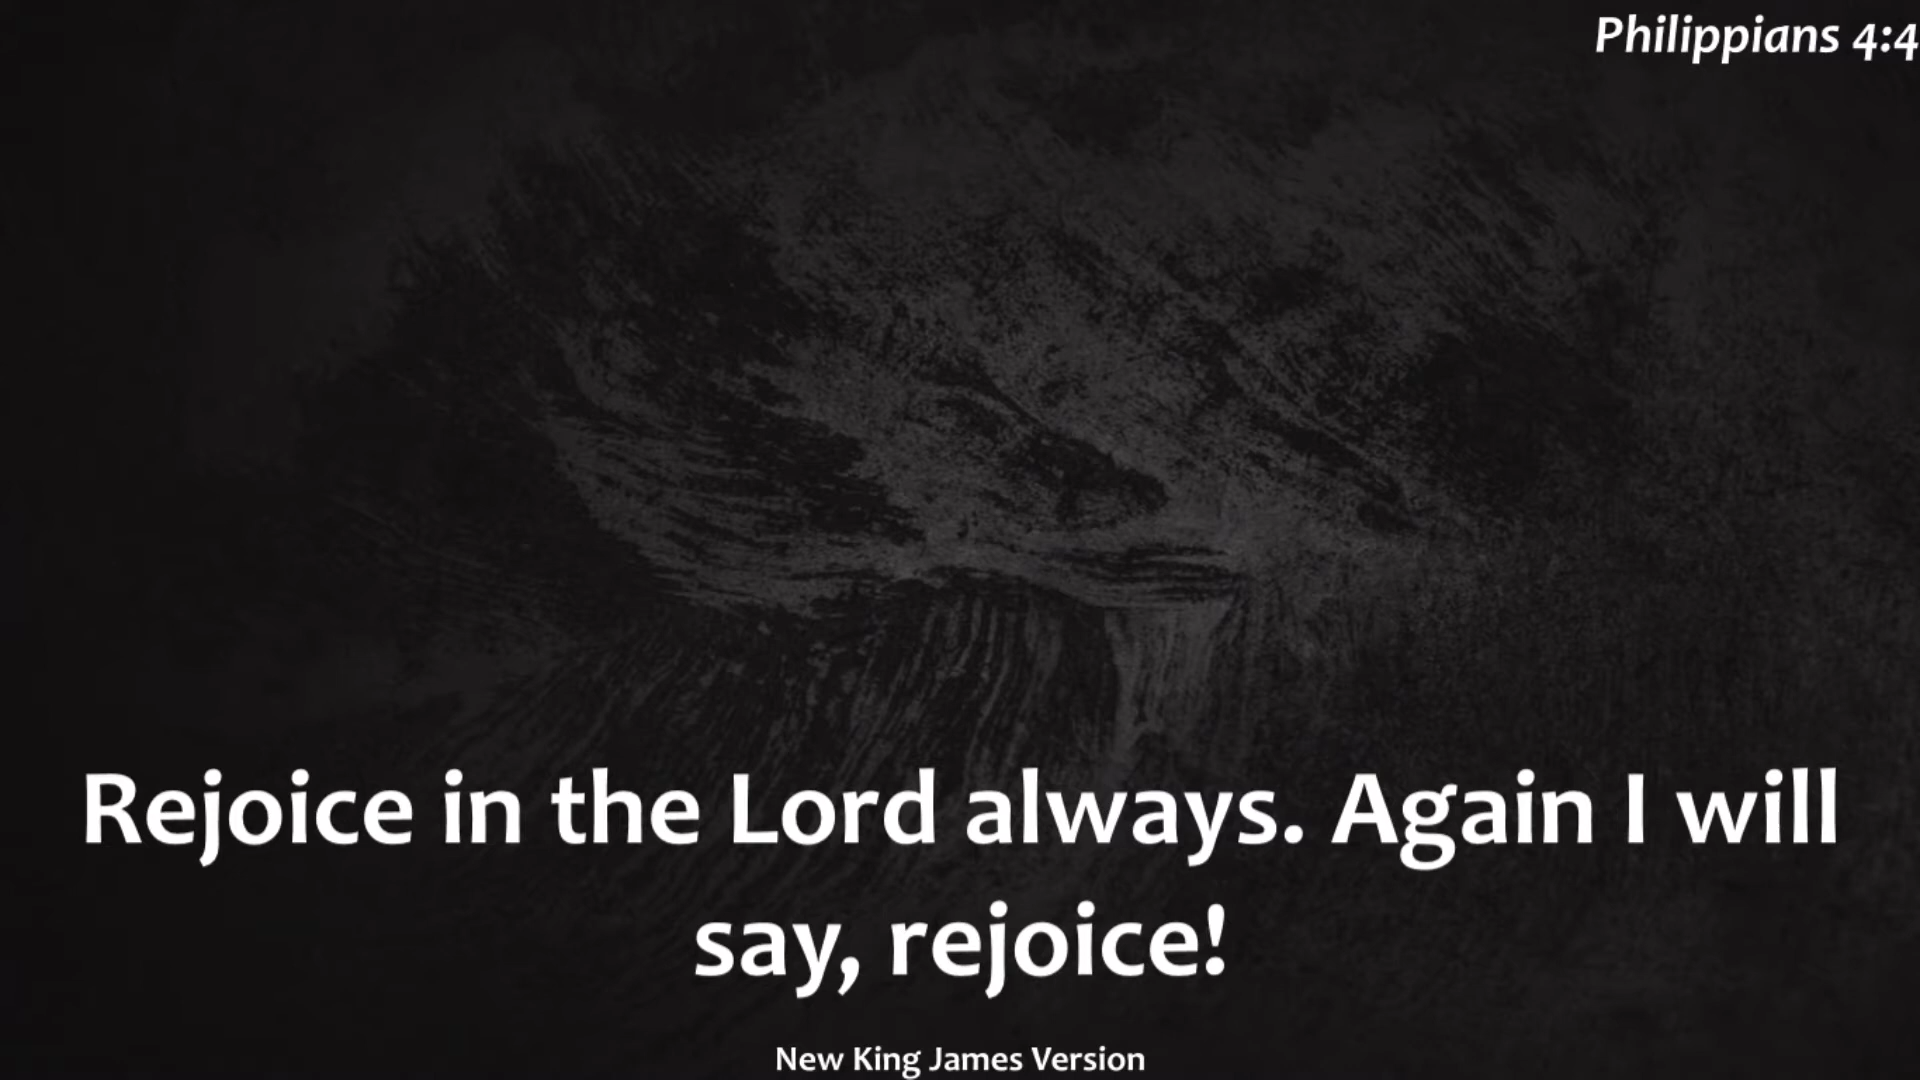 Philippians 4:4
Rejoice in the Lord always. Again I will
say, rejoice!
New King James Version